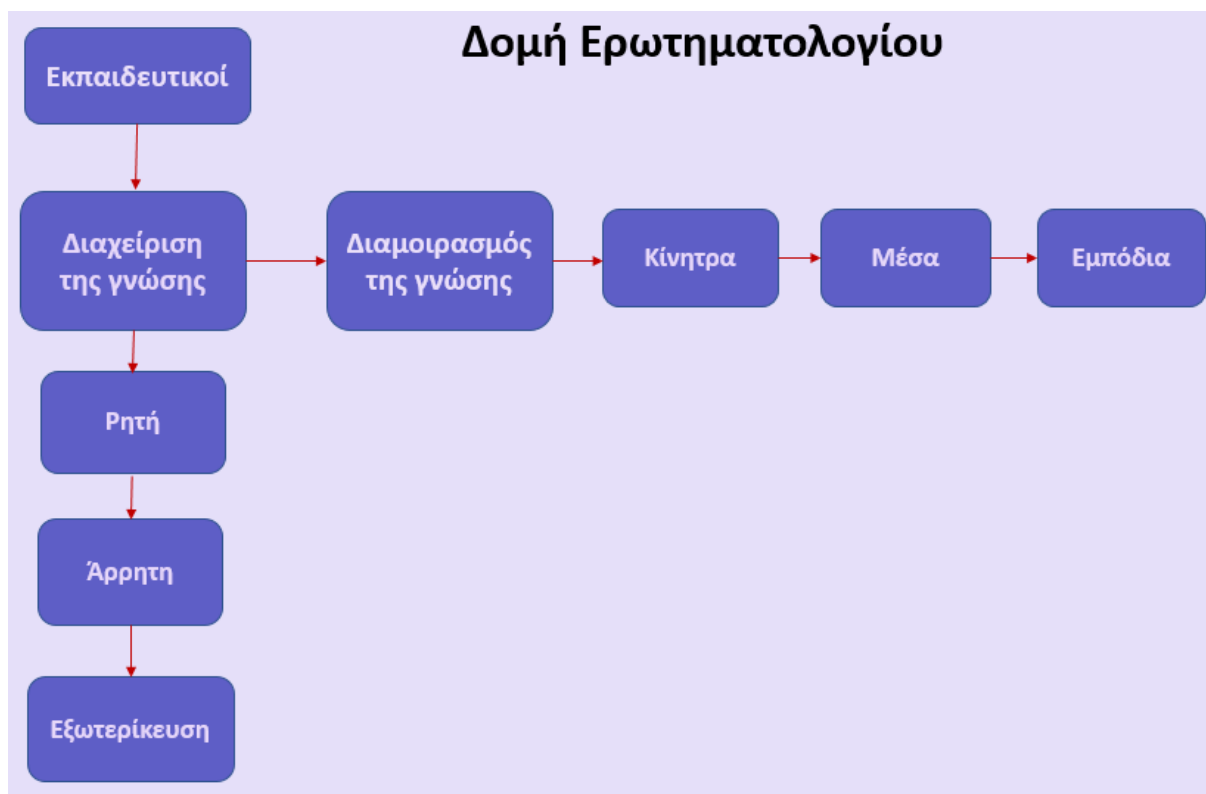 Δομή Ερωτηματολογίου
Εκπαιδευτικοί
Διαχείριση
της γνώσης
Διαμοιρασμός
της γνώσης
Κίνητρα
Μέσα
Εμπόδια
Ρητή
Άρρητη
Εξωτερίκευση